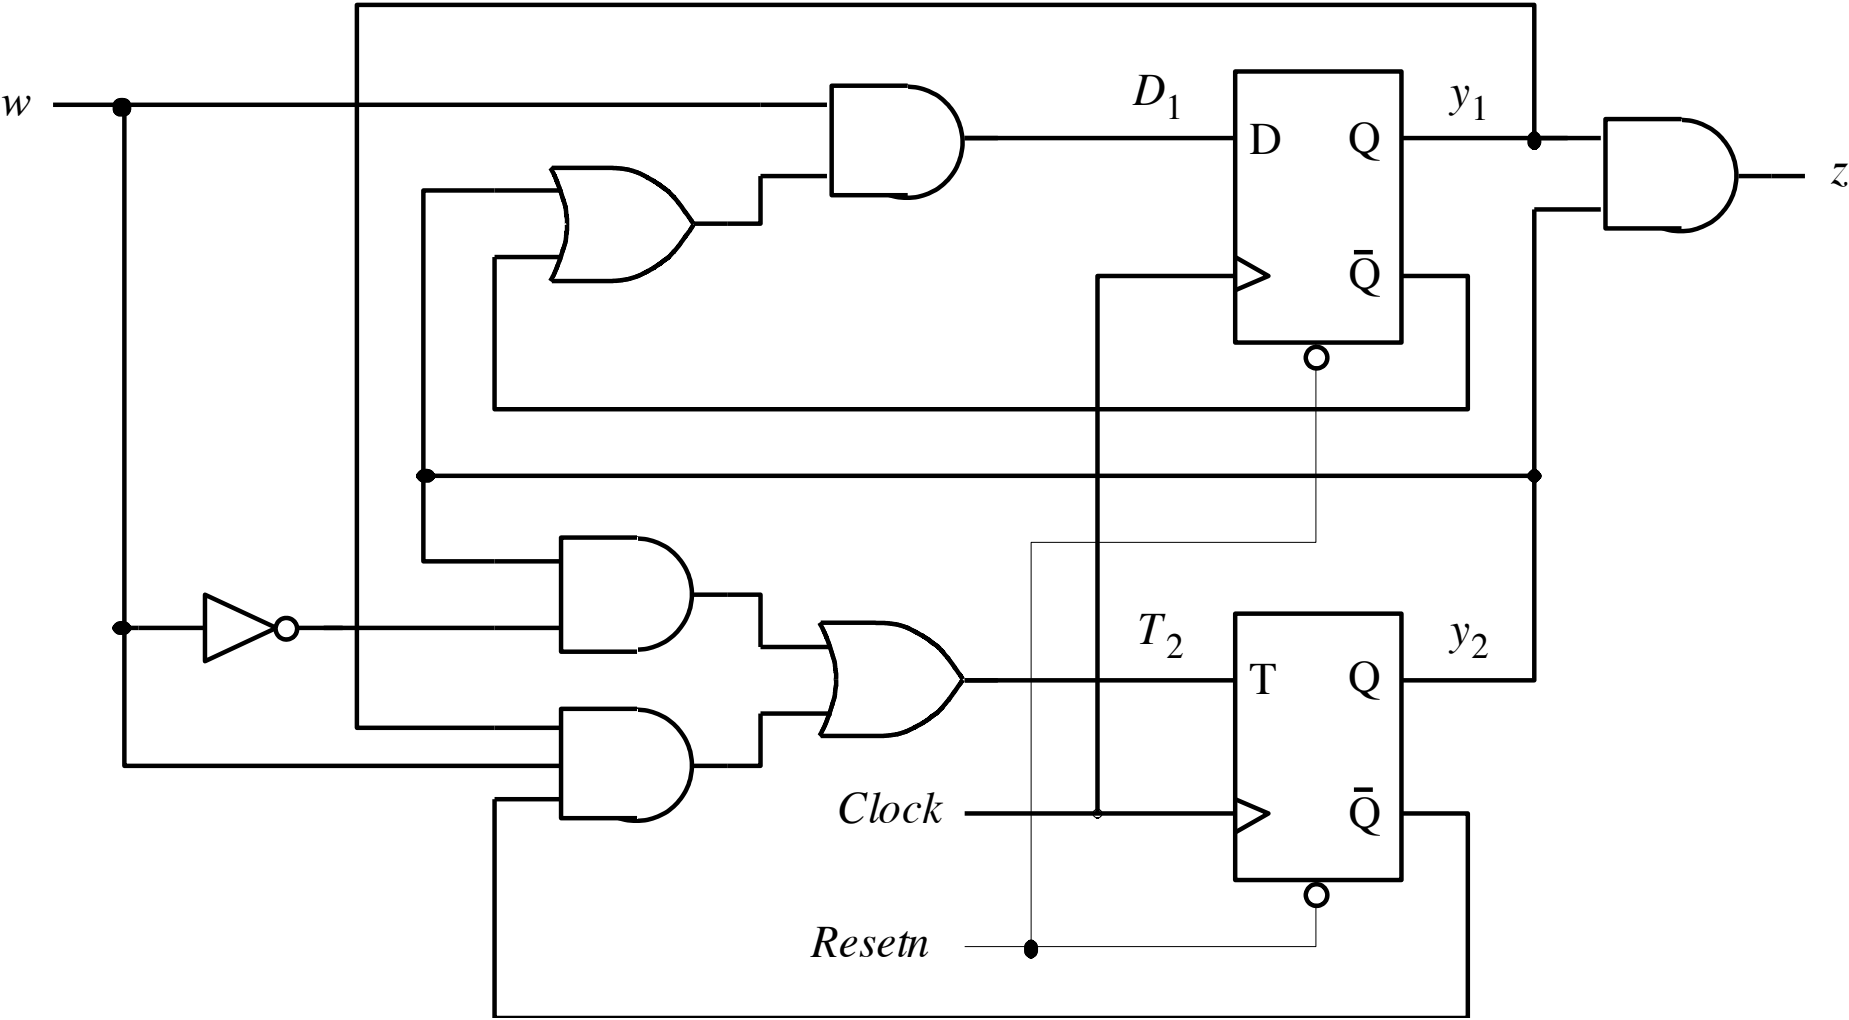 w
D1
y1
D Q
z
Q̄
T2
y2
T Q
Clock
Q̄
Resetn